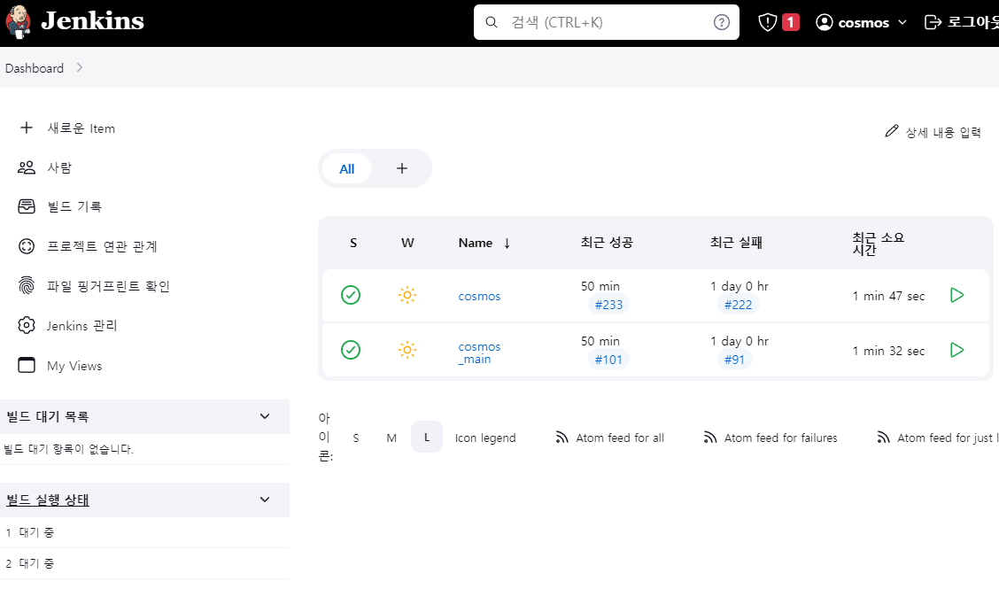 Jenkins
검색 (CTRL+K)
1
cosmos
로그아웃
Dashboard
새로운 Item
사람
빌드 기록
프로젝트 연관 관계
파일 핑거프린트 확인
Jenkins 관리
My Views
빌드 대기 목록
빌드 대기 항목이 없습니다.
빌드 실행 상태
1 대기 중
2 대기 중
상세 내용 입력
All
S W Name ↓ 최근 성공 최근 실패 최근 소요
시간
cosmos 50 min 1 day 0 hr 1 min 47 sec
#233 #222
cosmos 50 min 1 day 0 hr 1 min 32 sec
_main #101 #91
아
이
콘:
S M L Icon legend Atom feed for all Atom feed for failures Atom feed for just l